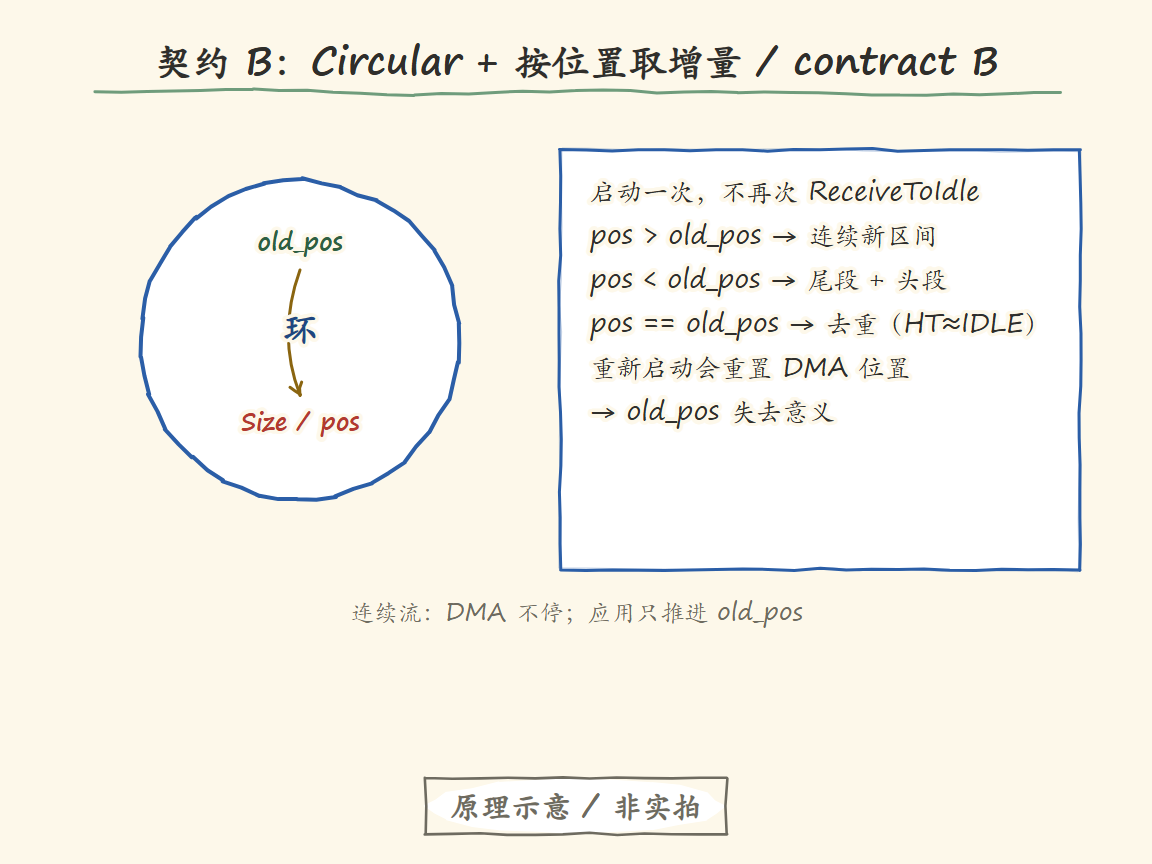 契约 B：Circular + 按位置取增量 / contract B
old_pos
环
Size / pos
启动一次，不再次 ReceiveToIdle
pos > old_pos → 连续新区间
pos < old_pos → 尾段 + 头段
pos == old_pos → 去重（HT≈IDLE）
重新启动会重置 DMA 位置
→ old_pos 失去意义
连续流：DMA 不停；应用只推进 old_pos
原理示意 / 非实拍